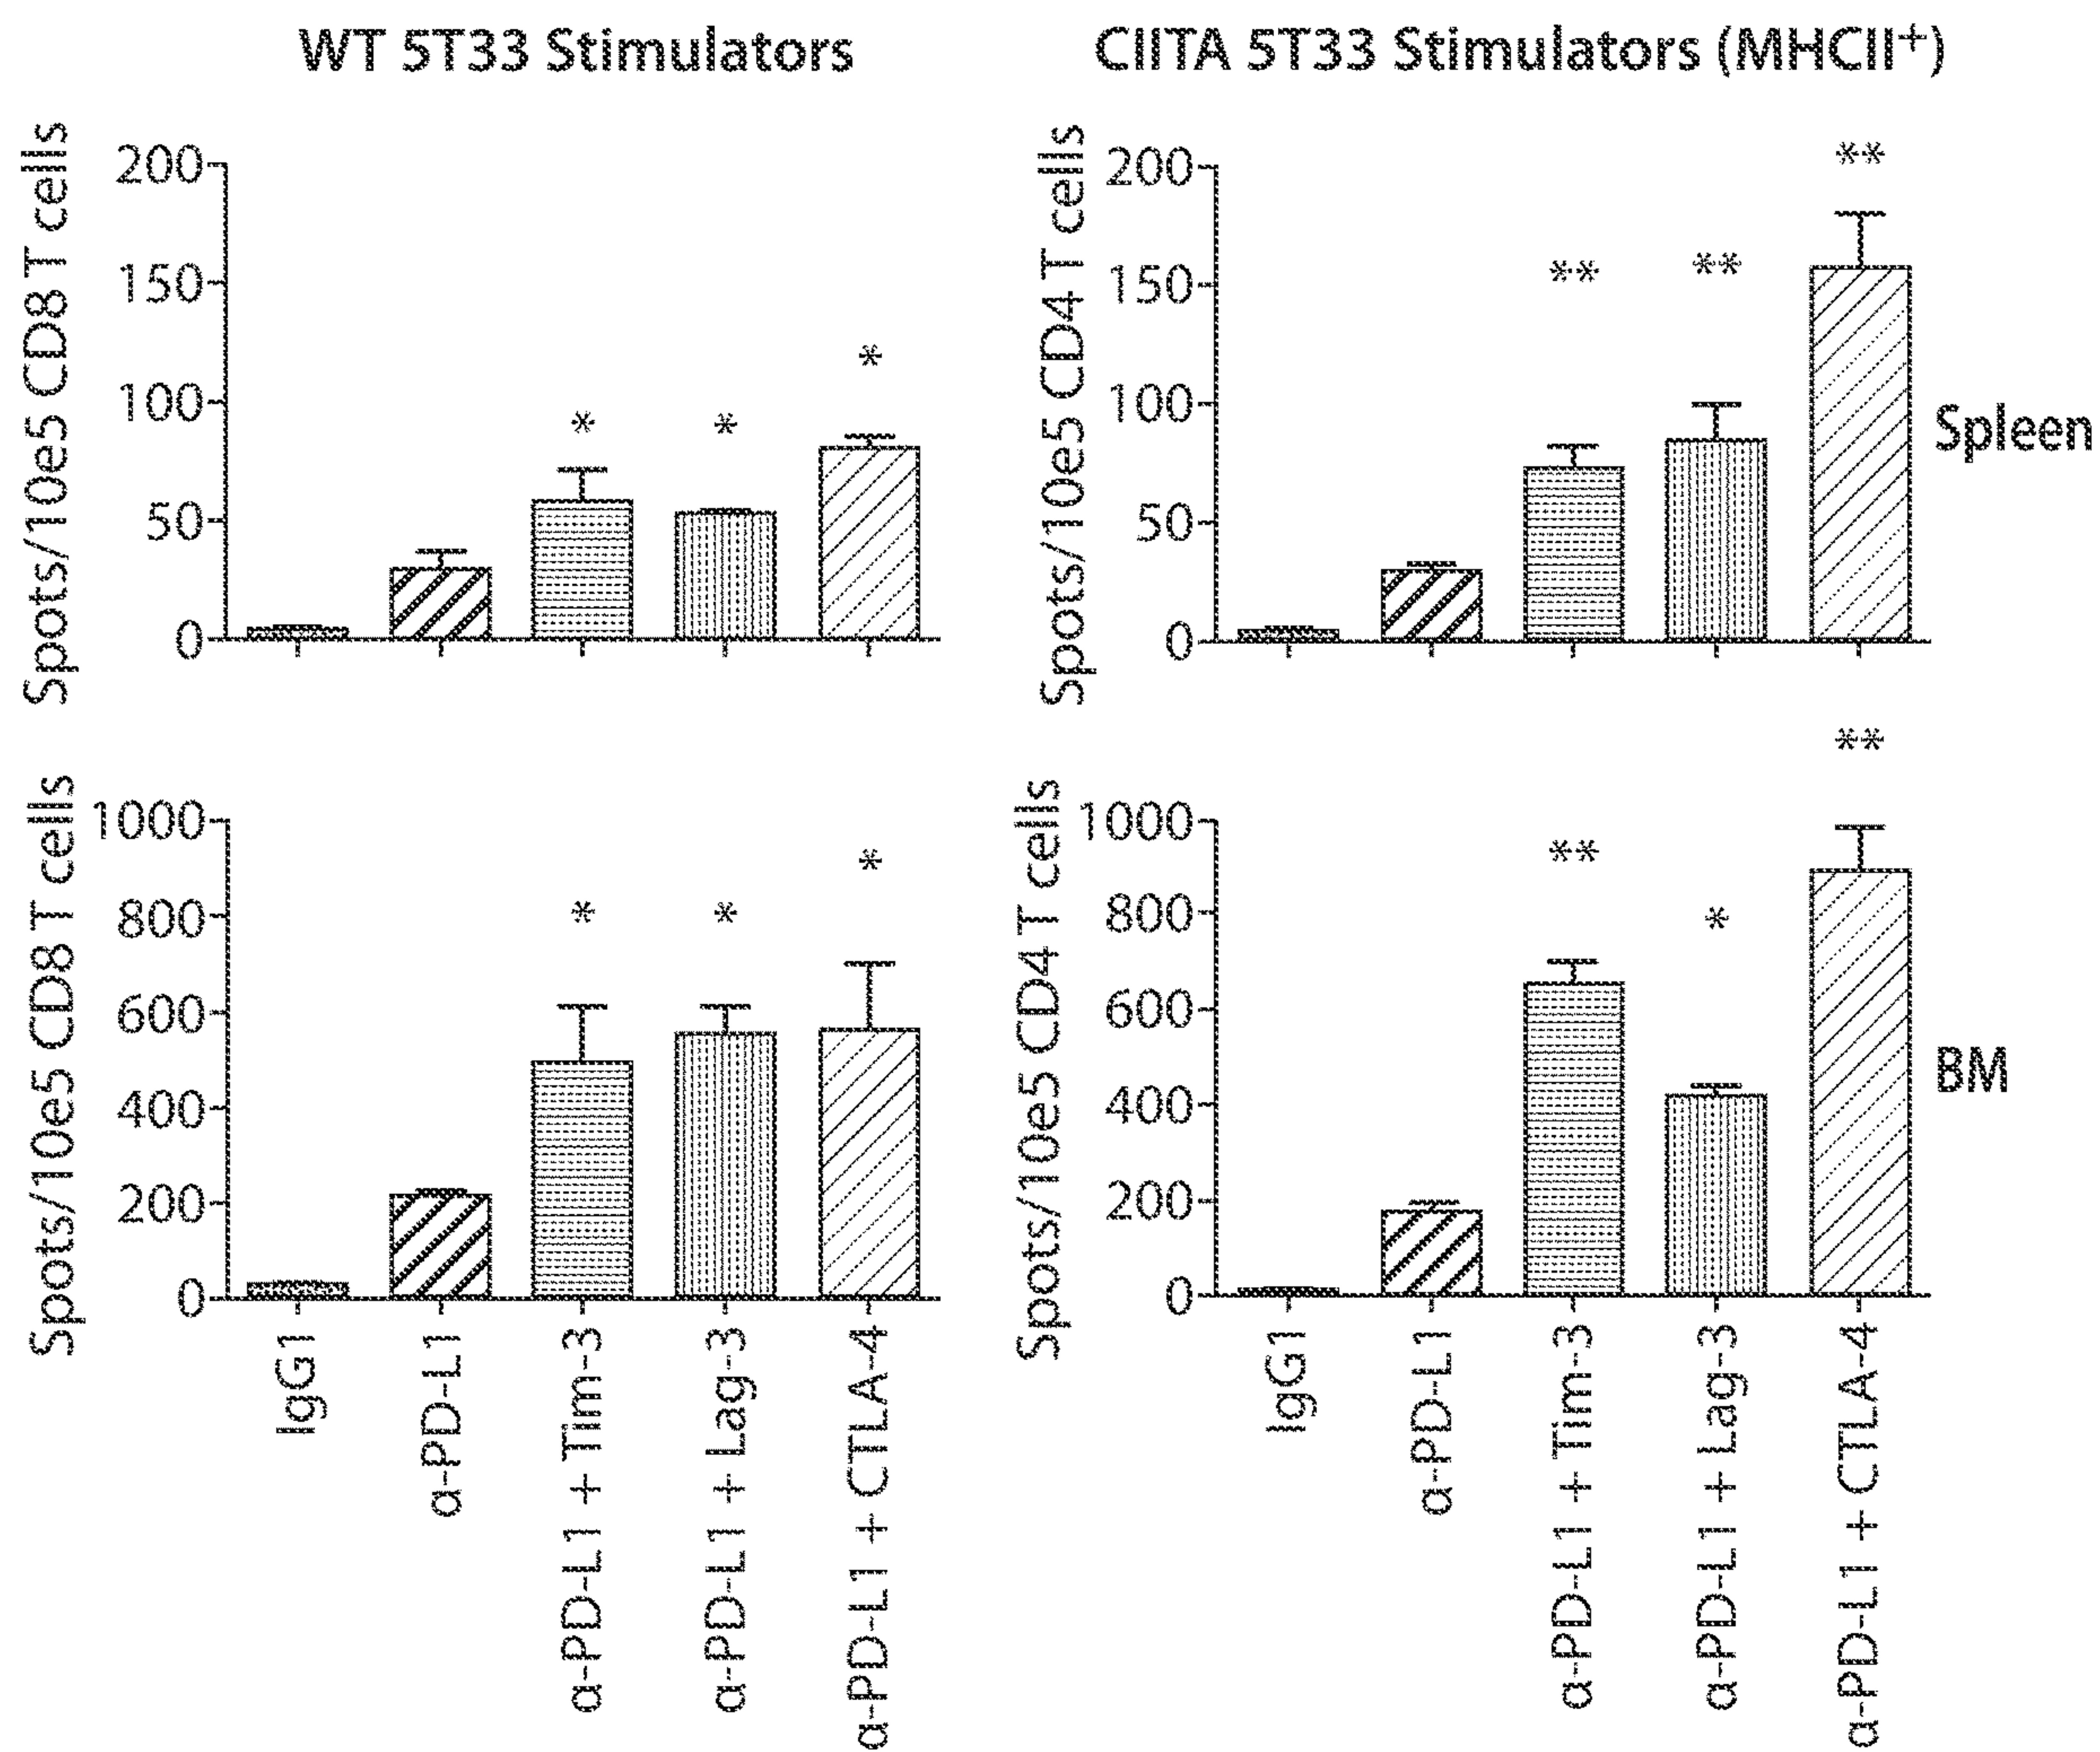 WT 5T33 Stimulators
CIITA 5T33 Stimulators (MHCII+)
Spots/10e5 CD8 T cells
200
150
100
50
0
*
*
*
Spots/10e5 CD4 T cells
200
150
100
50
0
**
**
**
Spleen
Spots/10e5 CD8 T cells
1000
800
600
400
200
0
*
*
*
IgG1
α-PD-L1
α-PD-L1 + Tim-3
α-PD-L1 + Lag-3
α-PD-L1 + CTLA-4
Spots/10e5 CD4 T cells
1000
800
600
400
200
0
**
*
**
BM
IgG1
α-PD-L1
α-PD-L1 + Tim-3
α-PD-L1 + Lag-3
α-PD-L1 + CTLA-4